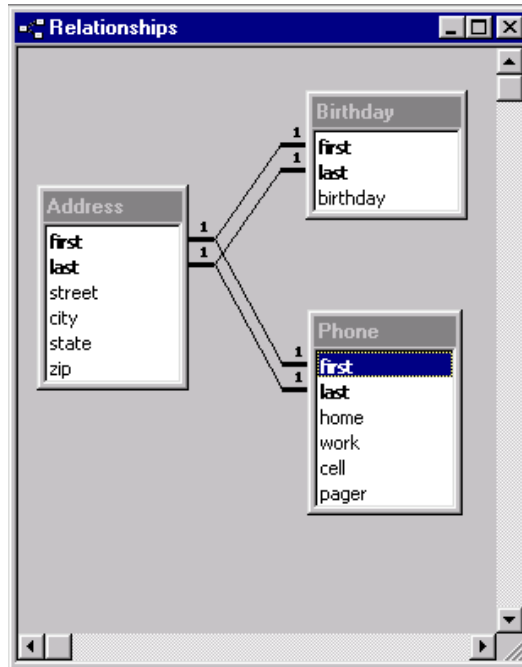 Relationships
Address
first
last
street
city
state
zip
1
1
1
1
Birthday
first
last
birthday
1
1
Phone
first
last
home
work
cell
pager